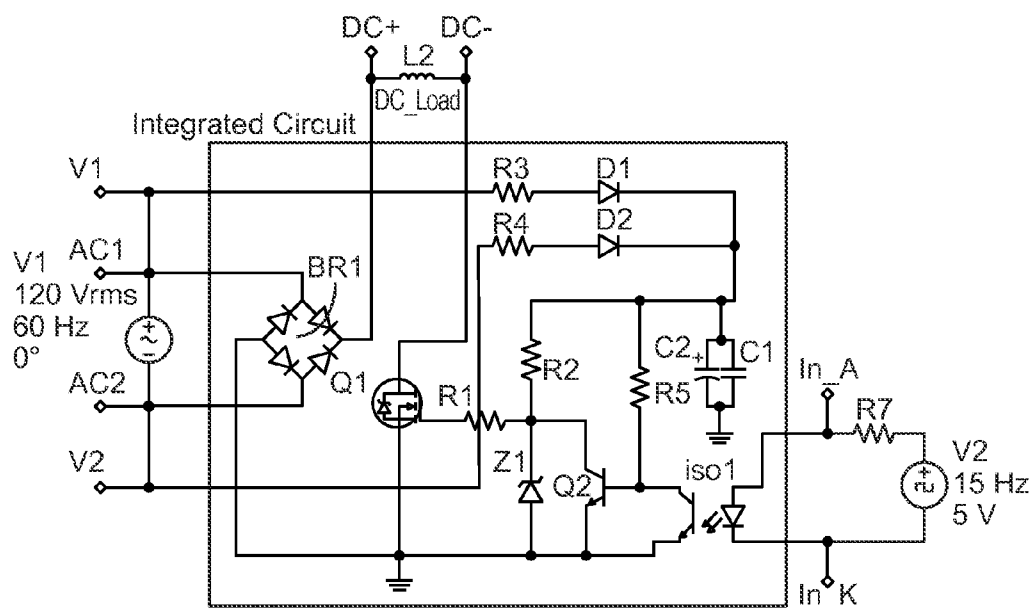 DC+ DC-
L2
DC_Load
Integrated Circuit
V1
R3 D1
R4 D2
AC1
V1
120 Vrms
60 Hz
0°
BR1
C2 + C1
R2
R5
In_A
Q1
R1
R7
AC2
V2
Z1
Q2
iso1
V2
15 Hz
5 V
In_K